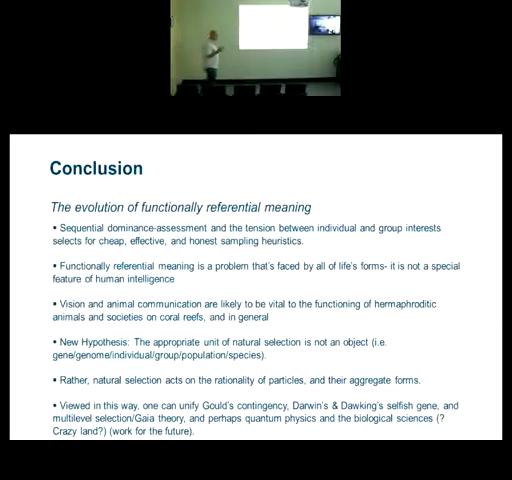 Conclusion
The evolution of functionally referential meaning
• Sequential dominance-assessment and the tension between individual and group interests
selects for cheap, effective, and honest sampling heuristics.
• Functionally referential meaning is a problem that's faced by all of life's forms- it is not a special
feature of human intelligence
• Vision and animal communication are likely to be vital to the functioning of hermaphroditic
animals and societies on coral reefs, and in general
• New Hypothesis: The appropriate unit of natural selection is not an object (i.e.
gene/genome/individual/group/population/species).
• Rather, natural selection acts on the rationality of particles, and their aggregate forms.
• Viewed in this way, one can unify Gould's contingency, Darwin's & Dawking's selfish gene, and
multilevel selection/Gaia theory, and perhaps quantum physics and the biological sciences (?
Crazy land?) (work for the future).